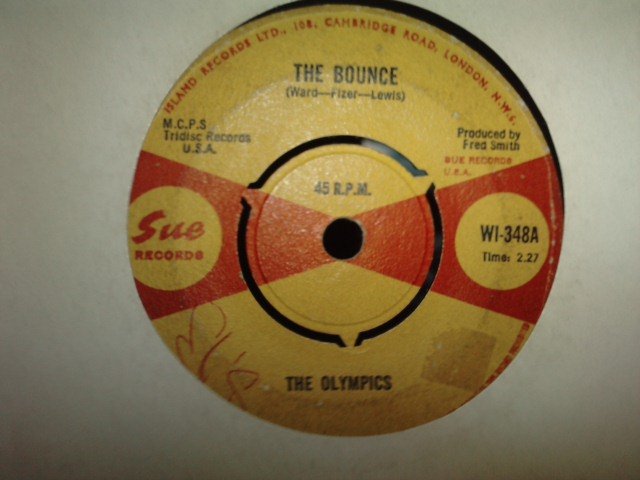 ISLAND RECORDS LTD., 108, CAMBRIDGE ROAD, LONDON, N.W.6.
THE BOUNCE
(Ward—Fizer—Lewis)
M.C.P.S
Tridisc Records
U.S.A.
Produced by
Fred Smith
SUE RECORDS
U.S.A.
45 R.P.M.
Sue
RECORDS
WI-348A
Time: 2.27
THE OLYMPICS